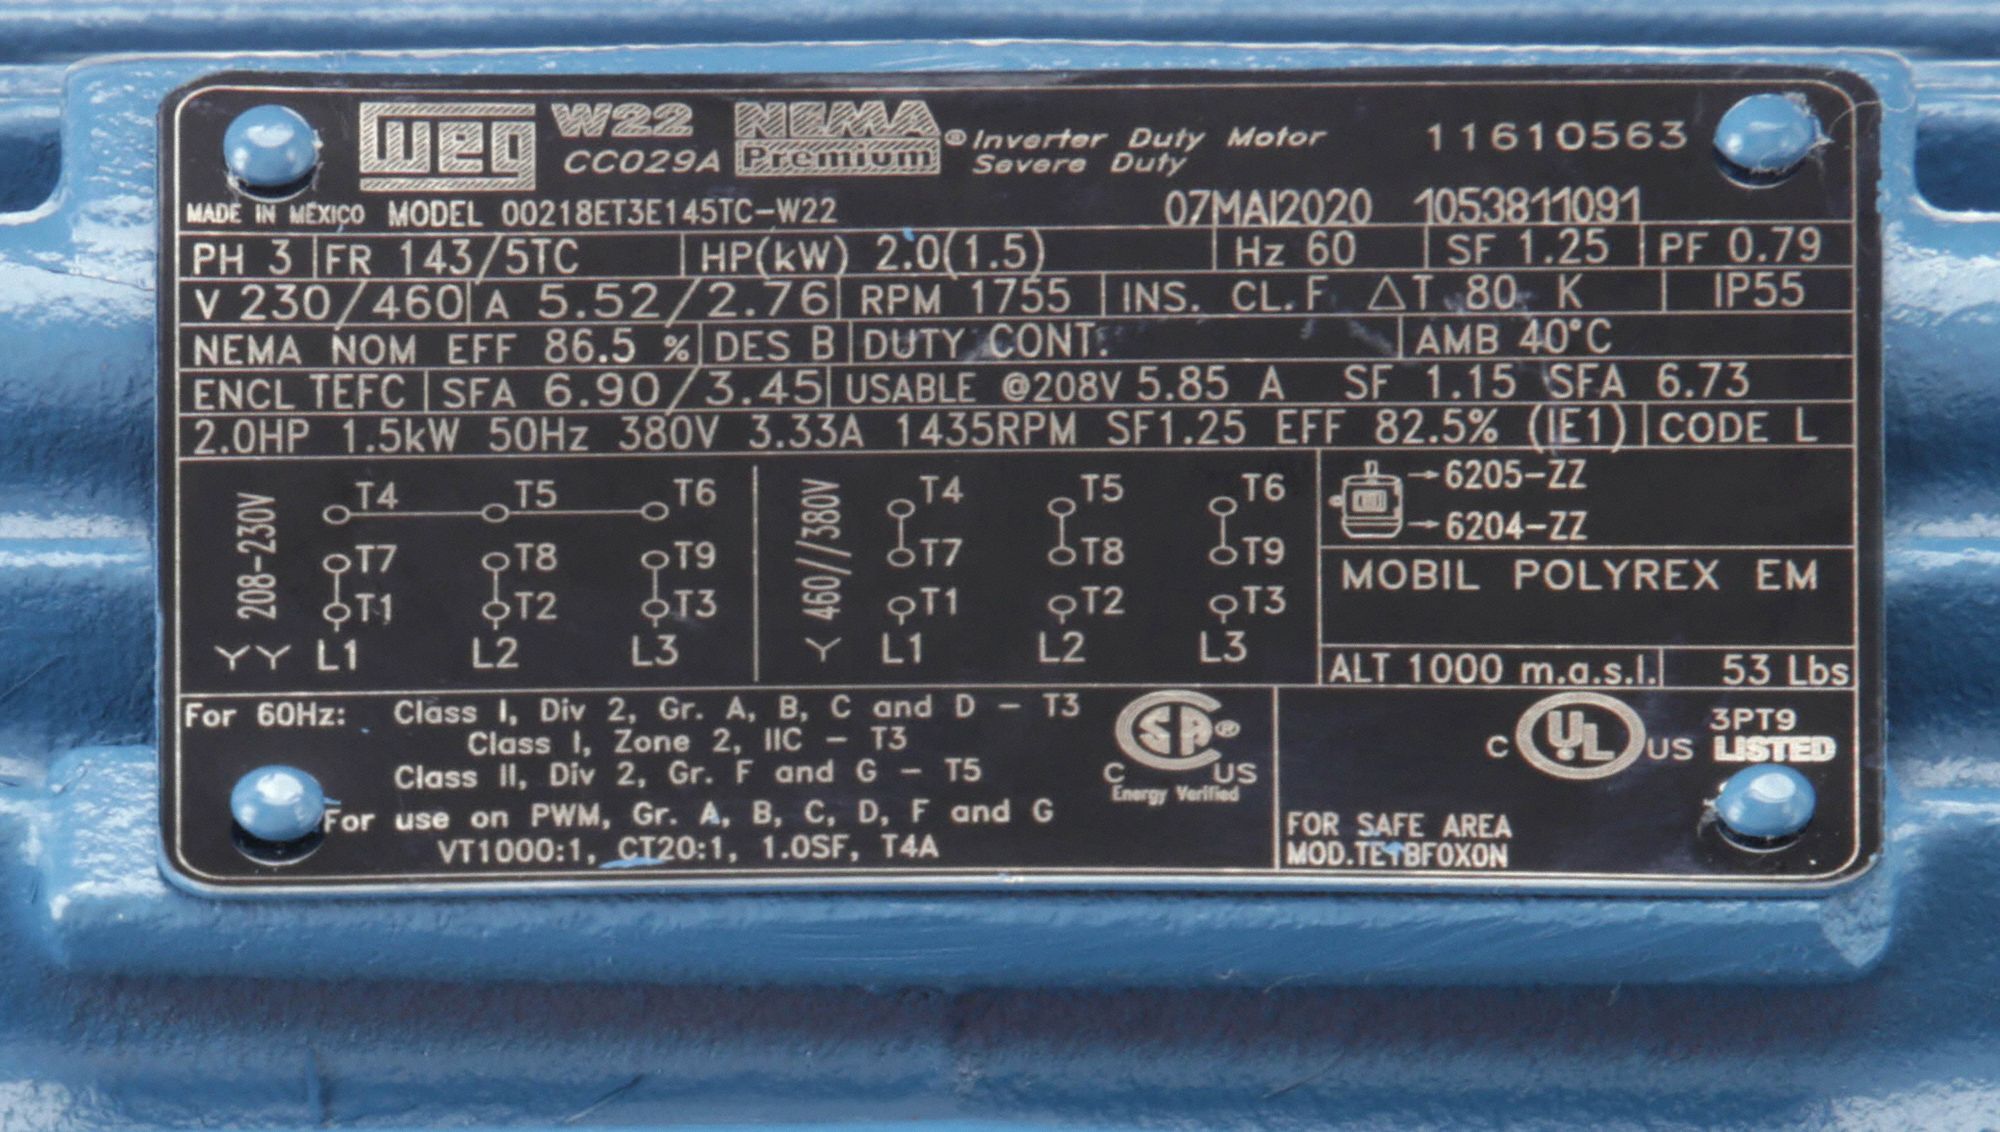 WEG W22 NEMA Premium ® Inverter Duty Motor 11610563
CC029A Severe Duty
MADE IN MEXICO MODEL 00218ET3E145TC-W22 07MAI2020 1053811091
PH 3 FR 143/5TC HP(kW) 2.0(1.5) Hz 60 SF 1.25 PF 0.79
V 230/460 A 5.52/2.76 RPM 1755 INS. CL. F ΔT 80 K IP55
NEMA NOM EFF 86.5 % DES B DUTY CONT. AMB 40°C
ENCL TEFC SFA 6.90/3.45 USABLE @208V 5.85 A SF 1.15 SFA 6.73
2.0HP 1.5kW 50Hz 380V 3.33A 1435RPM SF1.25 EFF 82.5% (IE1) CODE L
208-230V
T4 T5 T6
T7 T8 T9
T1 T2 T3
YY L1 L2 L3
460//380V
T4 T5 T6
T7 T8 T9
T1 T2 T3
Y L1 L2 L3
→6205-ZZ
→6204-ZZ
MOBIL POLYREX EM
ALT 1000 m.a.s.l. 53 Lbs
For 60Hz: Class I, Div 2, Gr. A, B, C and D - T3
Class I, Zone 2, IIC - T3
Class II, Div 2, Gr. F and G - T5
For use on PWM, Gr. A, B, C, D, F and G
VT1000:1, CT20:1, 1.0SF, T4A
C SA ®
C US
Energy Verified
C UL US 3PT9
LISTED
FOR SAFE AREA
MOD.TE1BF0X0N